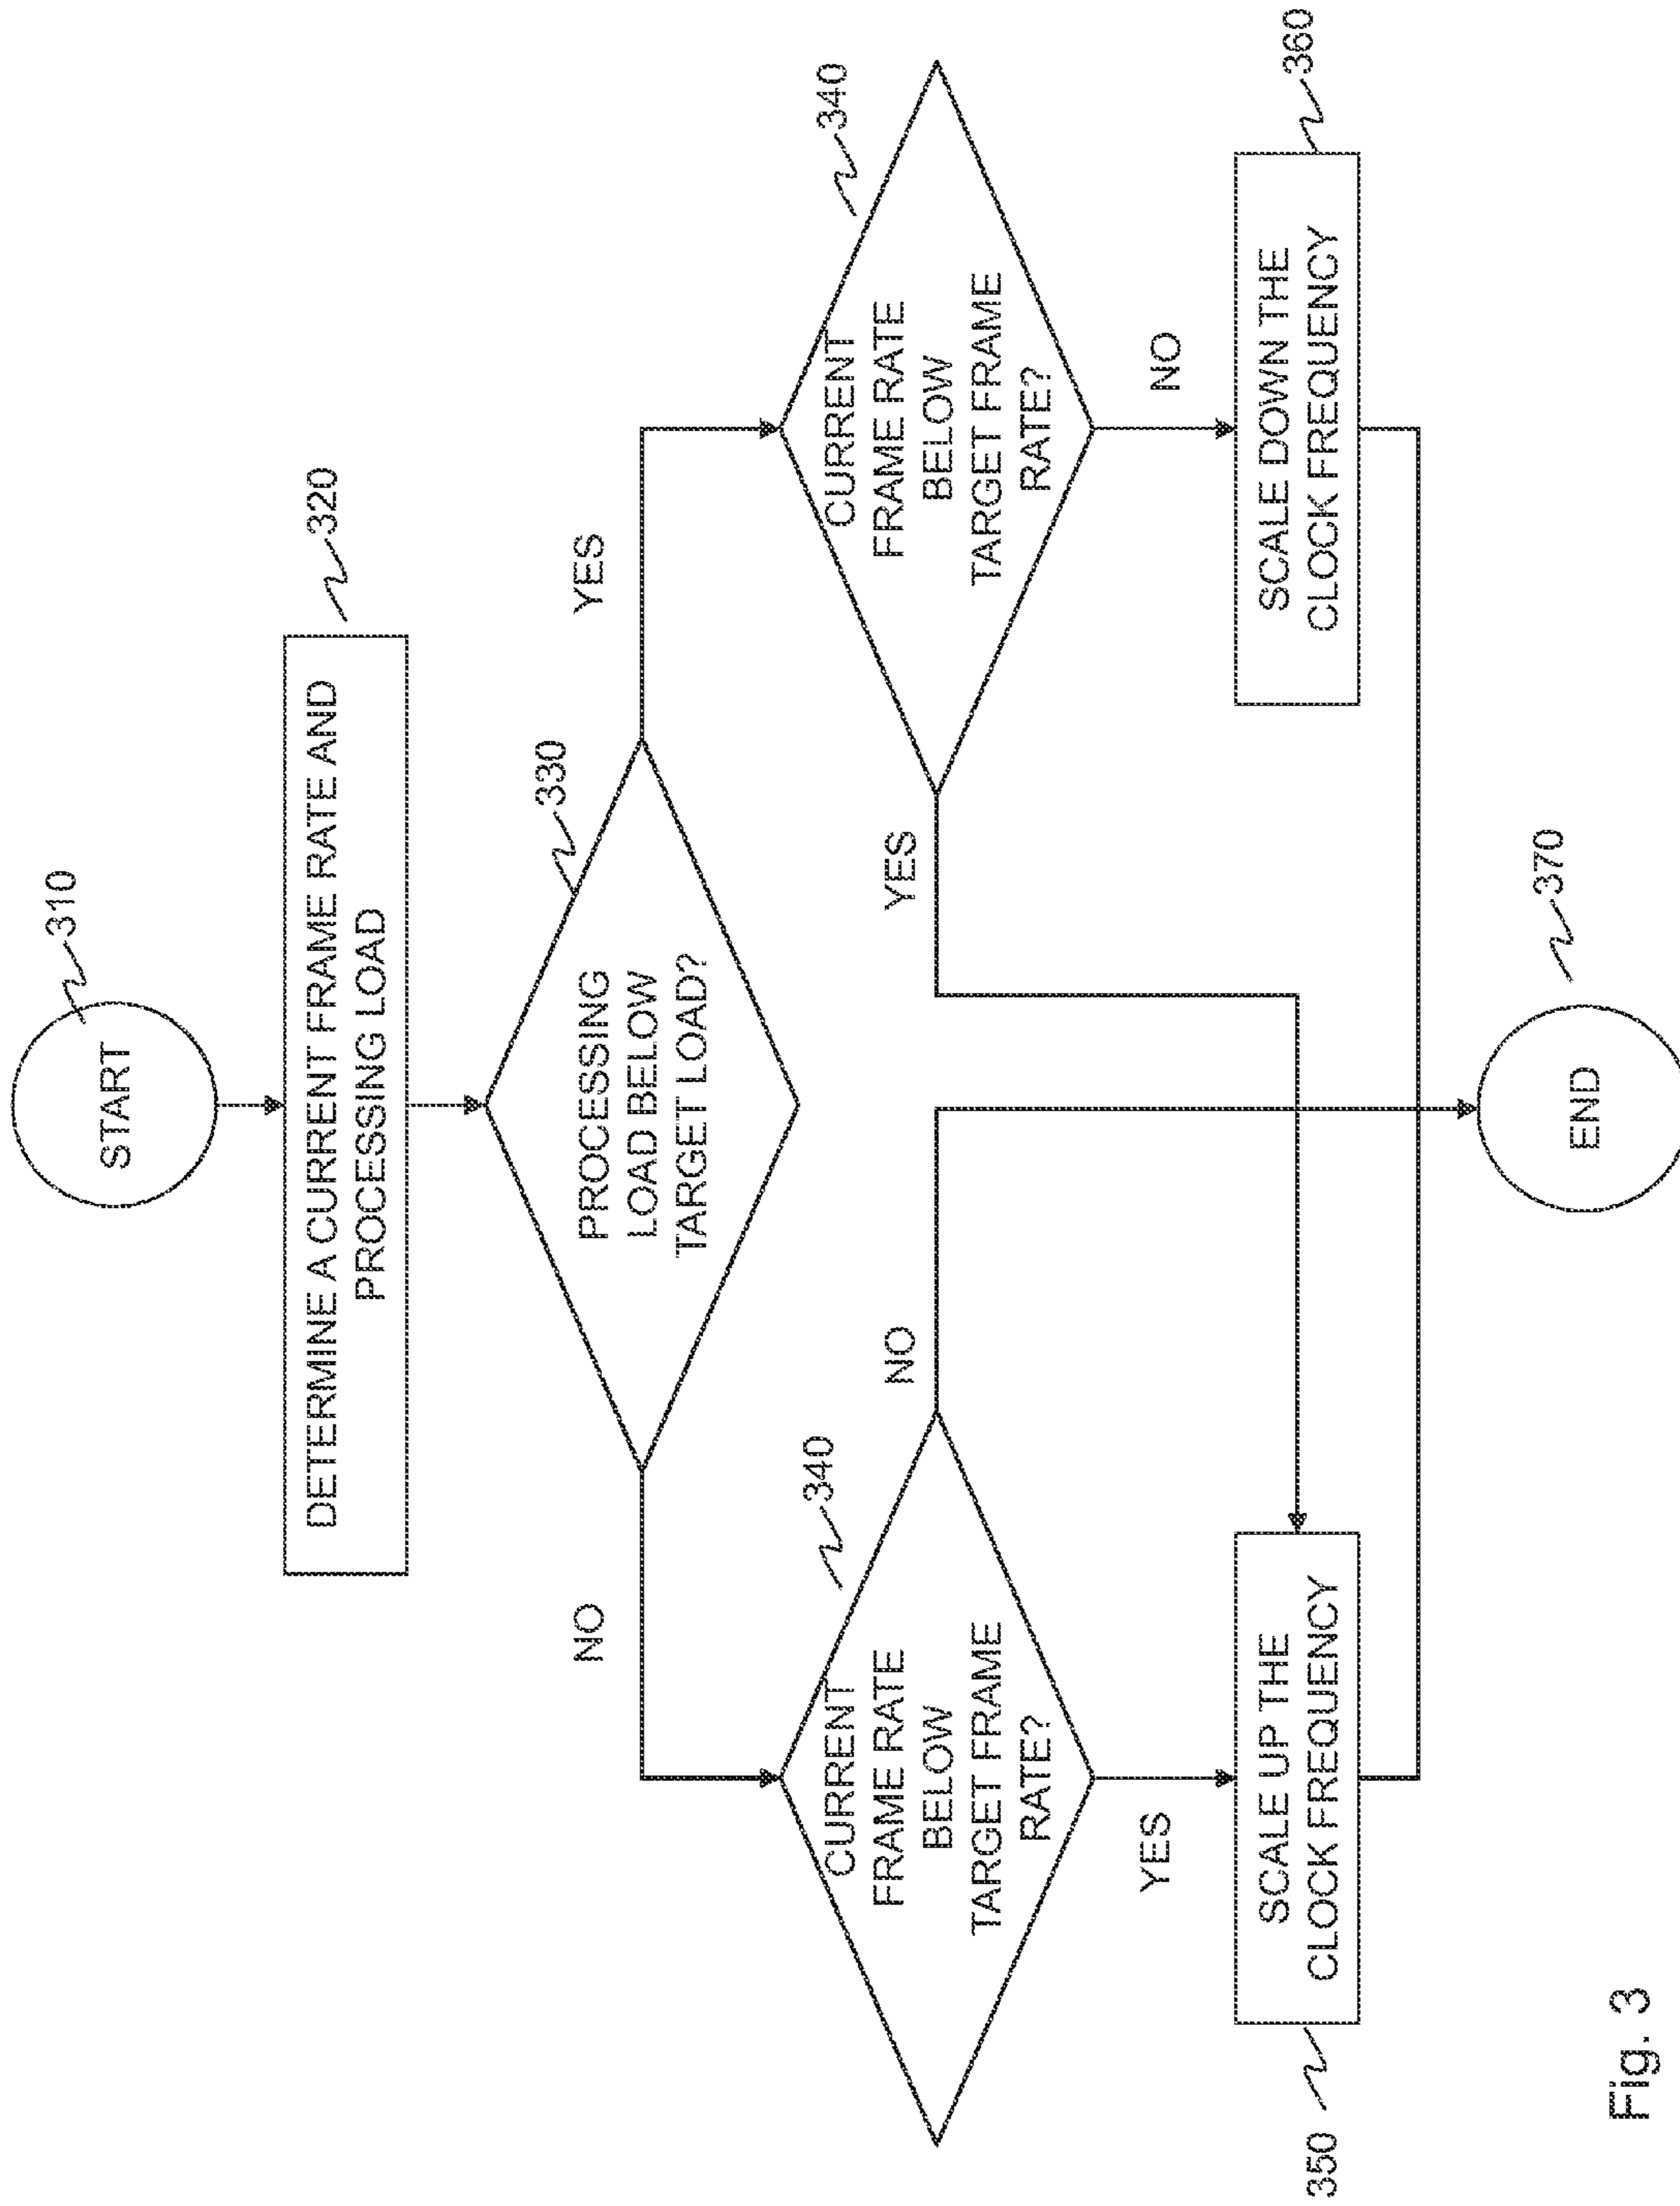 310
START
320
DETERMINE A CURRENT FRAME RATE AND
PROCESSING LOAD
330
PROCESSING
LOAD BELOW
TARGET LOAD?
NO
YES
340
CURRENT
FRAME RATE
BELOW
TARGET FRAME
RATE?
NO
YES
340
CURRENT
FRAME RATE
BELOW
TARGET FRAME
RATE?
YES
NO
350
SCALE UP THE
CLOCK FREQUENCY
SCALE DOWN THE
CLOCK FREQUENCY
360
370
END
Fig. 3